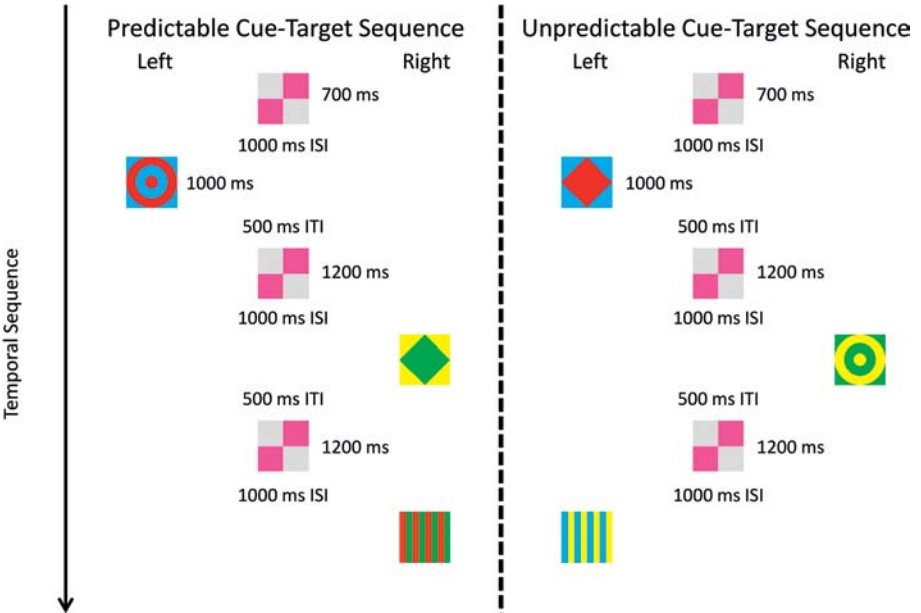 Predictable Cue-Target Sequence
Left Right
700 ms
1000 ms ISI
1000 ms
500 ms ITI
1200 ms
1000 ms ISI
500 ms ITI
1200 ms
1000 ms ISI
Unpredictable Cue-Target Sequence
Left Right
700 ms
1000 ms ISI
1000 ms
500 ms ITI
1200 ms
1000 ms ISI
500 ms ITI
1200 ms
1000 ms ISI
Temporal Sequence